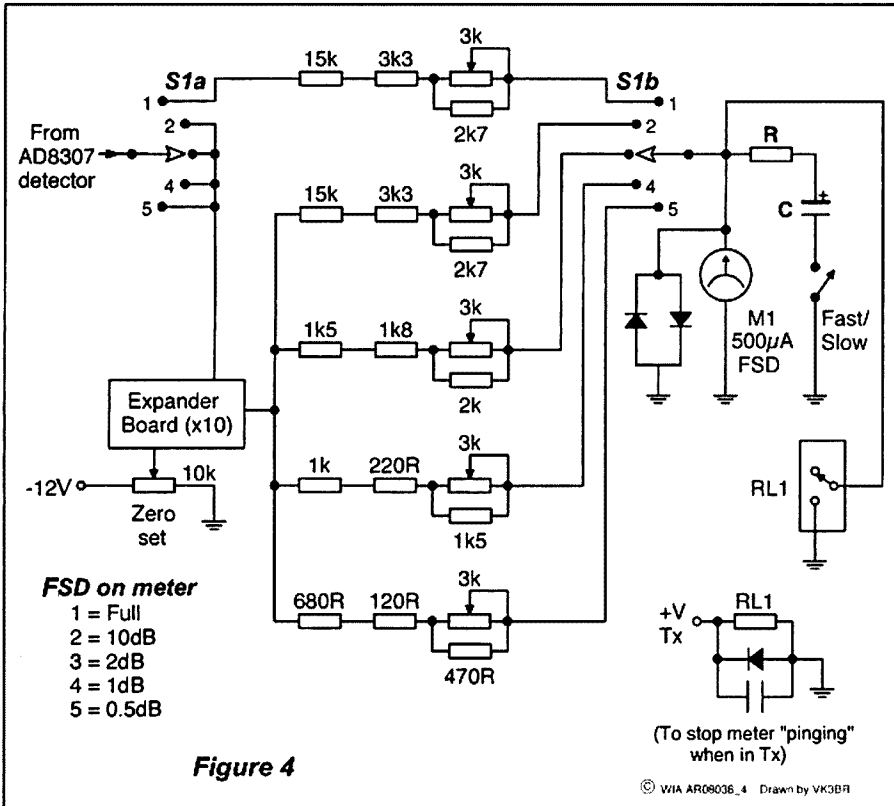 3k
15k 3k3
S1a
S1b
1
1
2
2
2k7
From
AD8307
detector
R
3k
4
15k 3k3
4
5
5
C
+
2k7
3k
M1
500µA
FSD
Fast/
Slow
1k5 1k8
Expander
Board (x10)
2k
3k
1k 220R
-12V
10k
RL1
Zero
set
1k5
FSD on meter
1 = Full
2 = 10dB
3 = 2dB
4 = 1dB
5 = 0.5dB
3k
680R 120R
+V
Tx
RL1
470R
(To stop meter "pinging"
when in Tx)
Figure 4
© WIA AR08036_4 Drawn by VK3BR